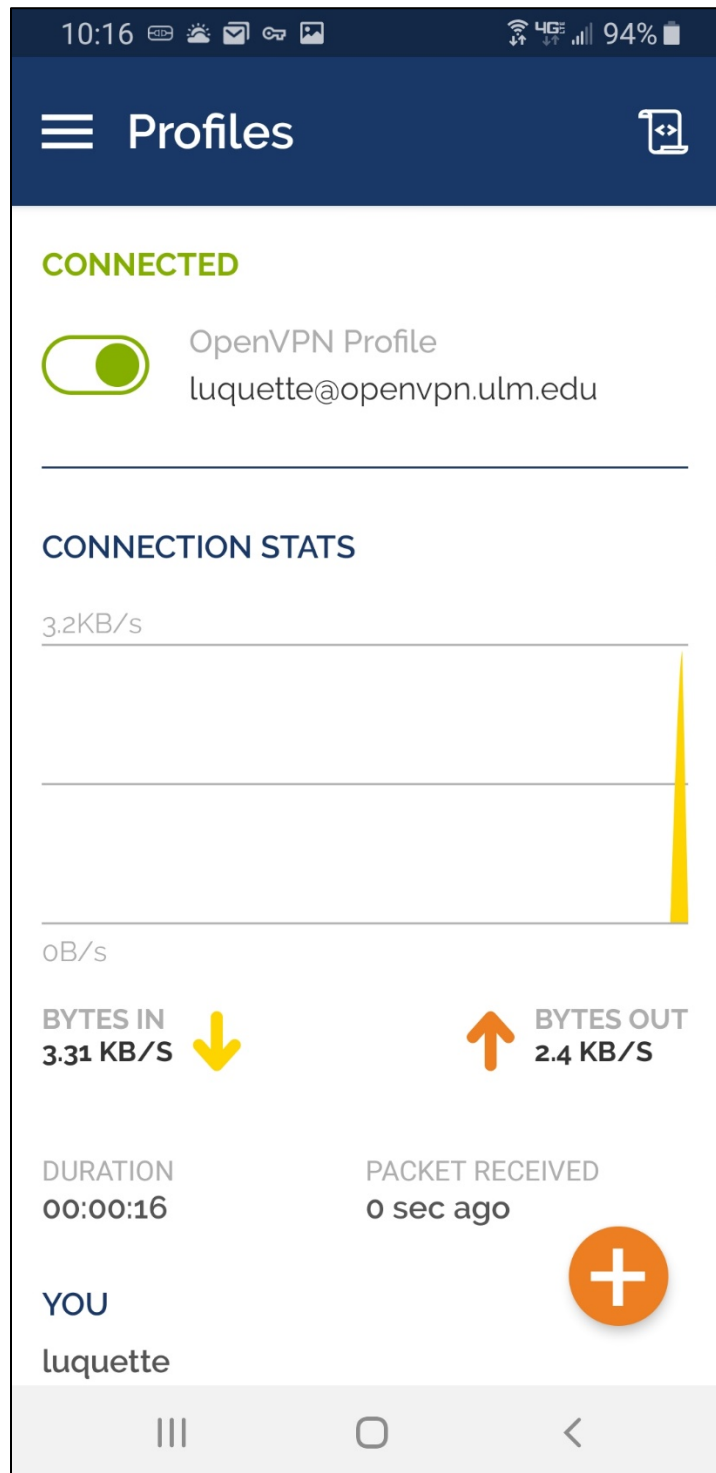 10:16 4GE 94%
Profiles
CONNECTED
OpenVPN Profile
luquette@openvpn.ulm.edu
CONNECTION STATS
3.2KB/s
0B/s
BYTES IN BYTES OUT
3.31 KB/S 2.4 KB/S
DURATION PACKET RECEIVED
00:00:16 0 sec ago
YOU
luquette